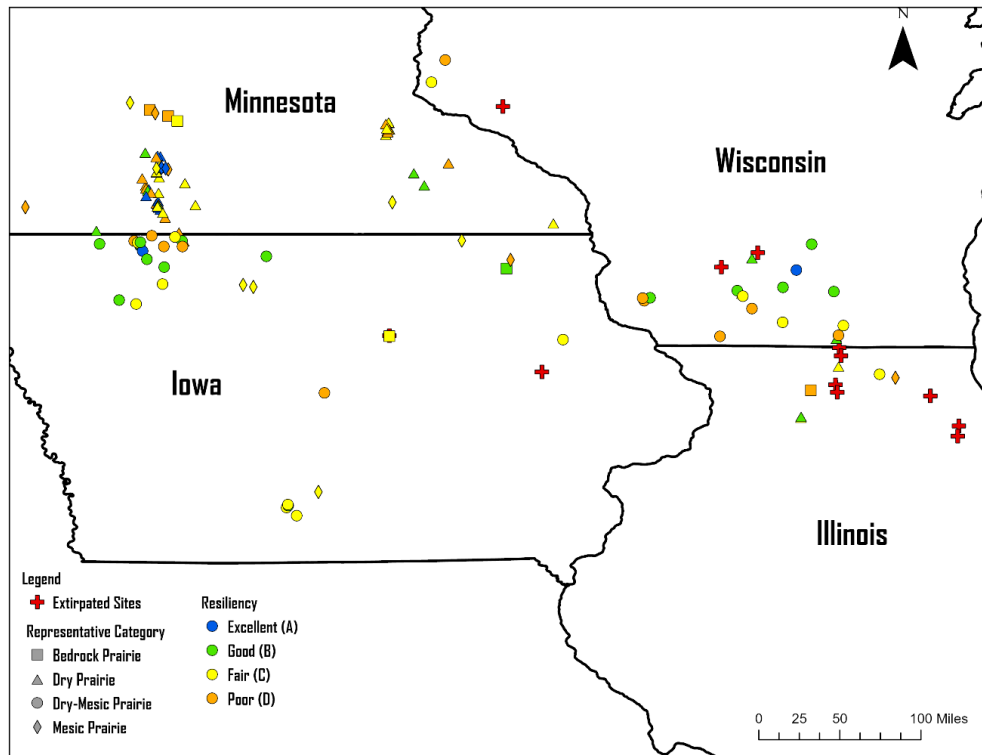 N
Minnesota
Wisconsin
Iowa
Illinois
Legend
Extirpated Sites
Representative Category
Bedrock Prairie
Dry Prairie
Dry-Mesic Prairie
Mesic Prairie
Resiliency
Excellent (A)
Good (B)
Fair (C)
Poor (D)
0 25 50 100 Miles